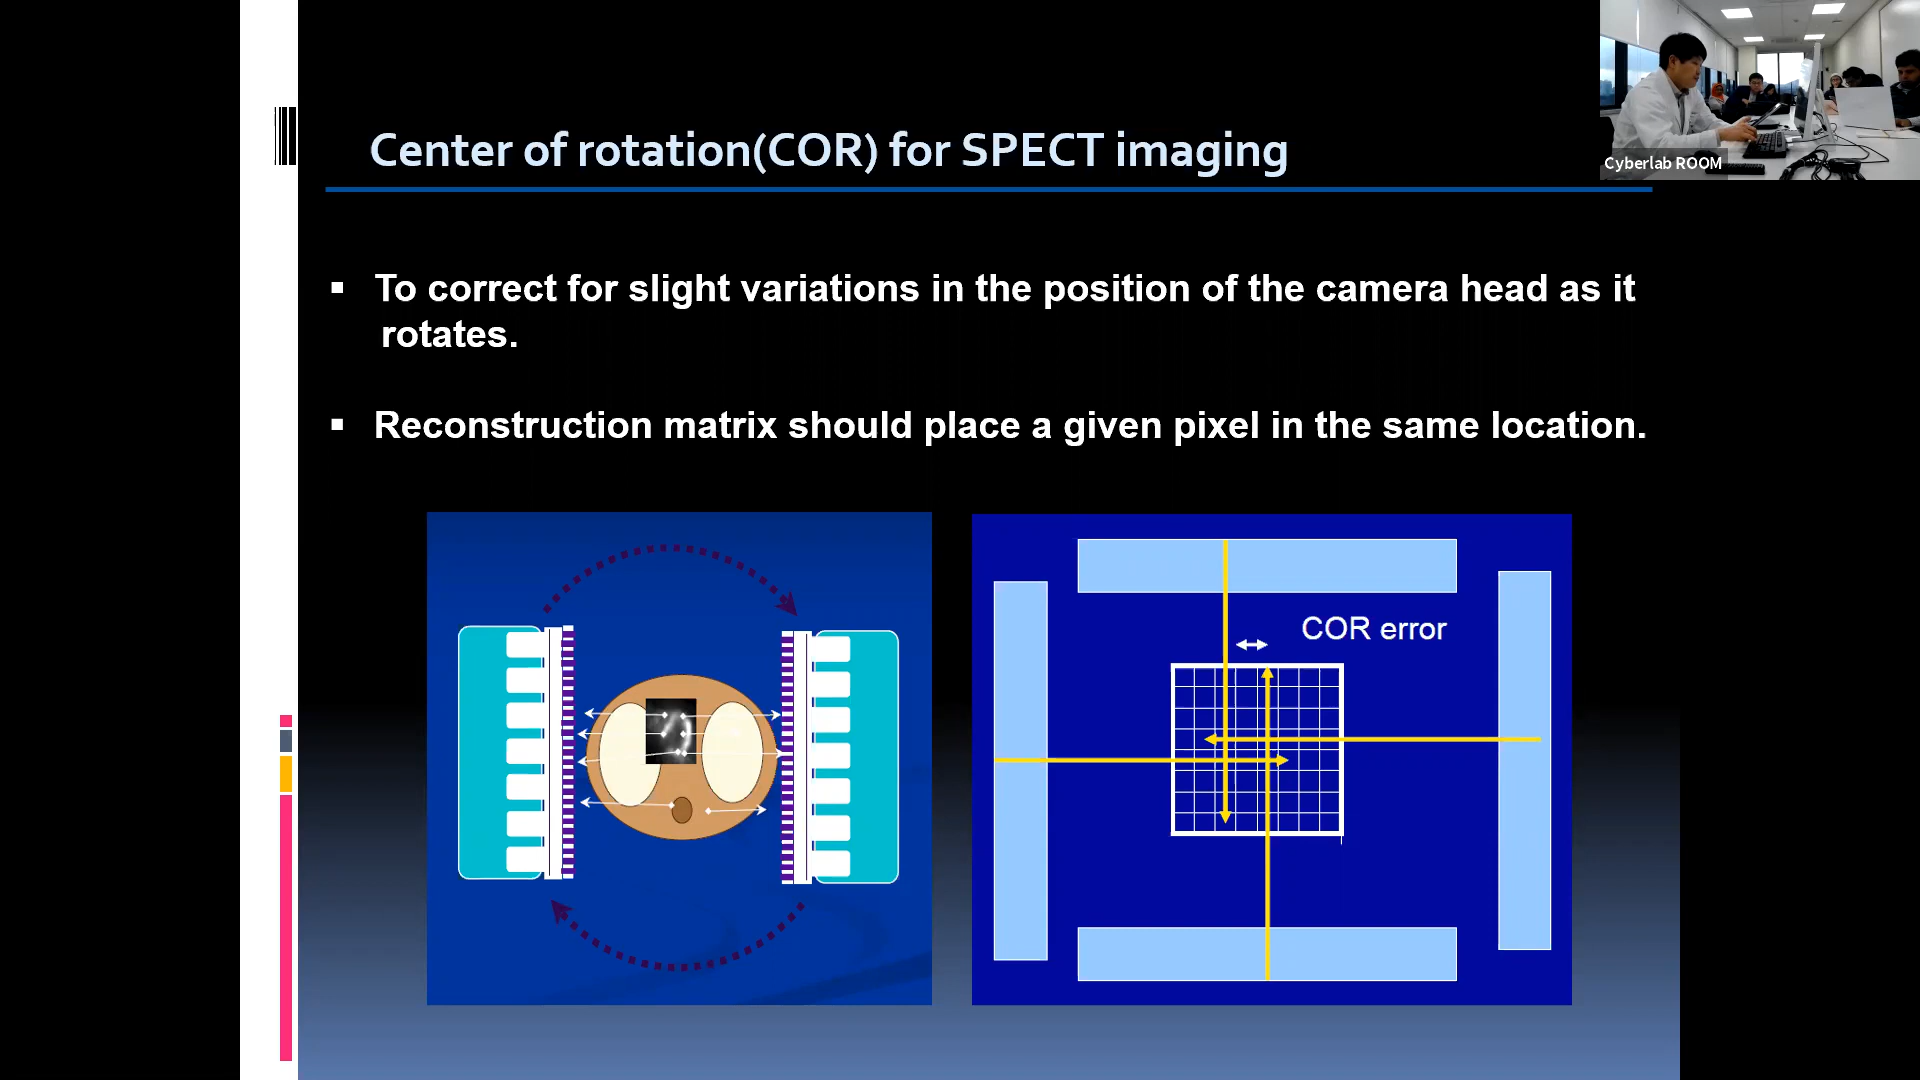 Center of rotation(COR) for SPECT imaging
Cyberlab ROOM
▪ To correct for slight variations in the position of the camera head as it
rotates.
▪ Reconstruction matrix should place a given pixel in the same location.
COR error